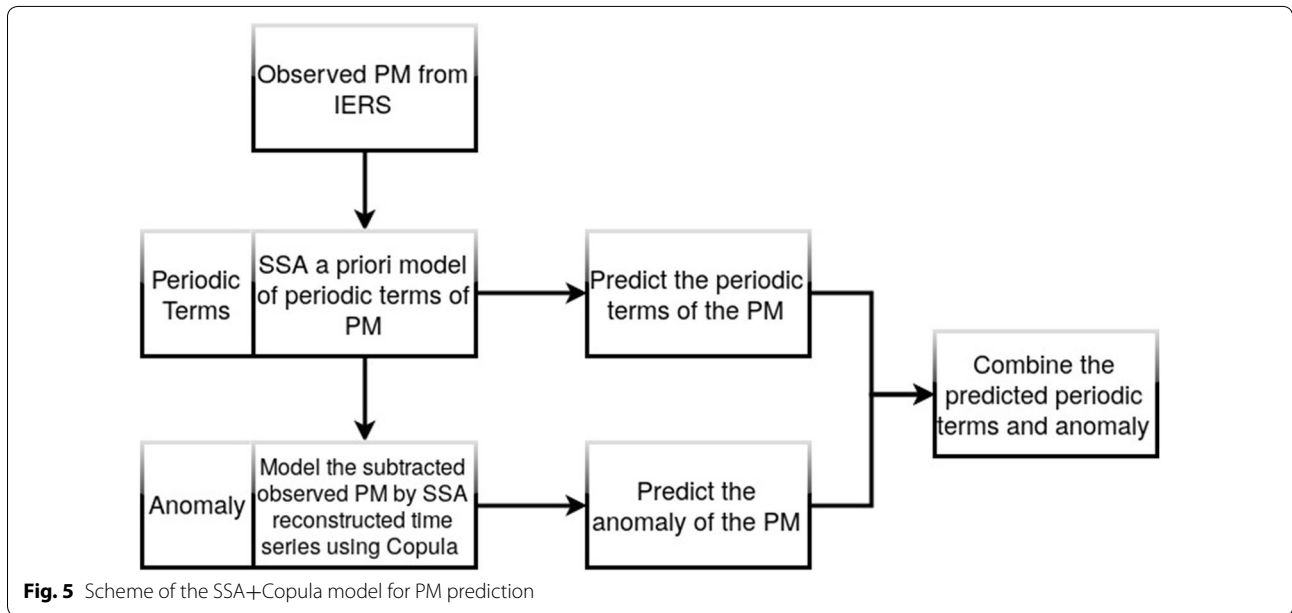 Observed PM from
IERS
Periodic
Terms
SSA a priori model
of periodic terms of
PM
Predict the periodic
terms of the PM
Combine the
predicted periodic
terms and anomaly
Anomaly
Model the subtracted
observed PM by SSA
reconstructed time
series using Copula
Predict the
anomaly of the PM
Fig. 5 Scheme of the SSA+Copula model for PM prediction